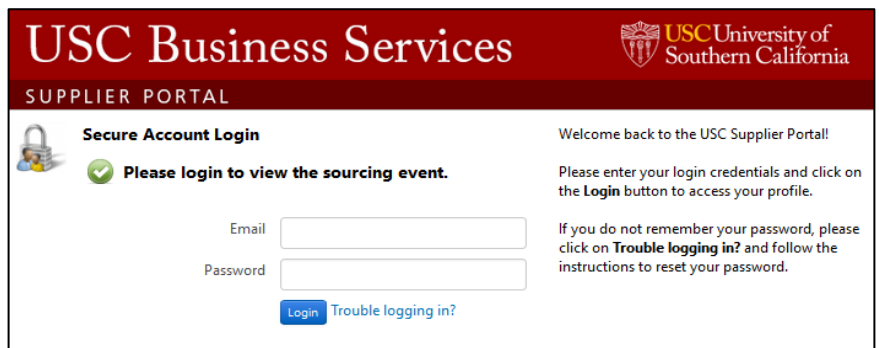 USC Business Services
USC University of
Southern California
SUPPLIER PORTAL
Secure Account Login
Please login to view the sourcing event.
Email
Password
Login Trouble logging in?
Welcome back to the USC Supplier Portal!
Please enter your login credentials and click on
the Login button to access your profile.
If you do not remember your password, please
click on Trouble logging in? and follow the
instructions to reset your password.